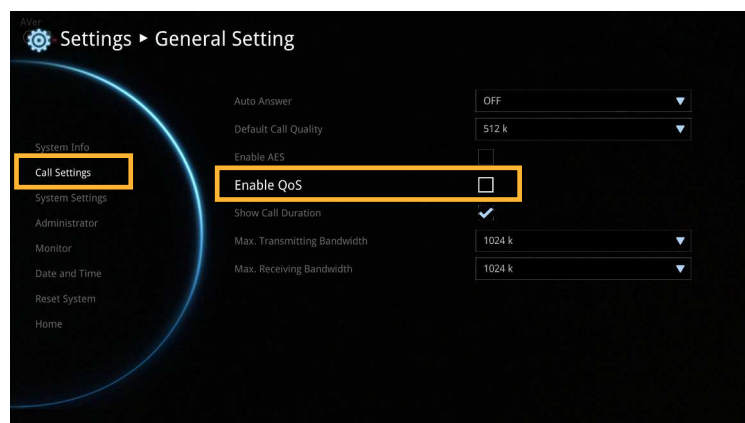 AVer
Settings ▸ General Setting
Auto Answer OFF
Default Call Quality 512 k
System Info
Enable AES
Call Settings
Enable QoS
System Settings
Show Call Duration
Administrator
Max. Transmitting Bandwidth 1024 k
Monitor
Max. Receiving Bandwidth 1024 k
Date and Time
Reset System
Home